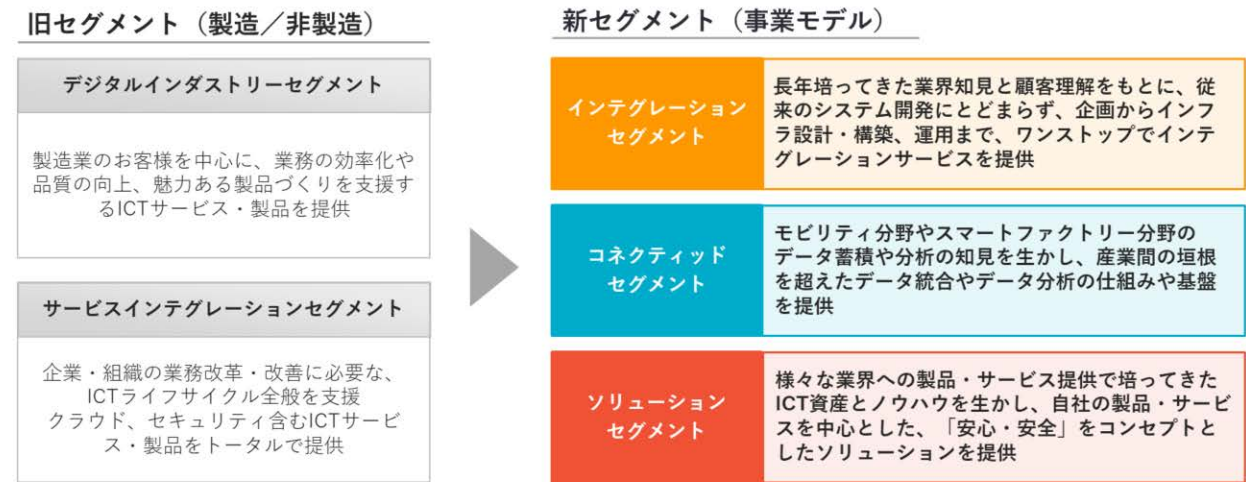 旧セグメント（製造／非製造）
デジタルインダストリーセグメント
製造業のお客様を中心に、業務の効率化や
品質の向上、魅力ある製品づくりを支援す
るICTサービス・製品を提供
サービスインテグレーションセグメント
企業・組織の業務改革・改善に必要な、
ICTライフサイクル全般を支援
クラウド、セキュリティ含むICTサービ
ス・製品をトータルで提供
新セグメント（事業モデル）
インテグレーション
セグメント
長年培ってきた業界知見と顧客理解をもとに、従
来のシステム開発にとどまらず、企画からインフ
ラ設計・構築、運用まで、ワンストップでインテ
グレーションサービスを提供
コネクティッド
セグメント
モビリティ分野やスマートファクトリー分野の
データ蓄積や分析の知見を生かし、産業間の垣根
を超えたデータ統合やデータ分析の仕組みや基盤
を提供
ソリューション
セグメント
様々な業界への製品・サービス提供で培ってきた
ICT資産とノウハウを生かし、自社の製品・サービ
スを中心とした、「安心・安全」をコンセプトと
したソリューションを提供